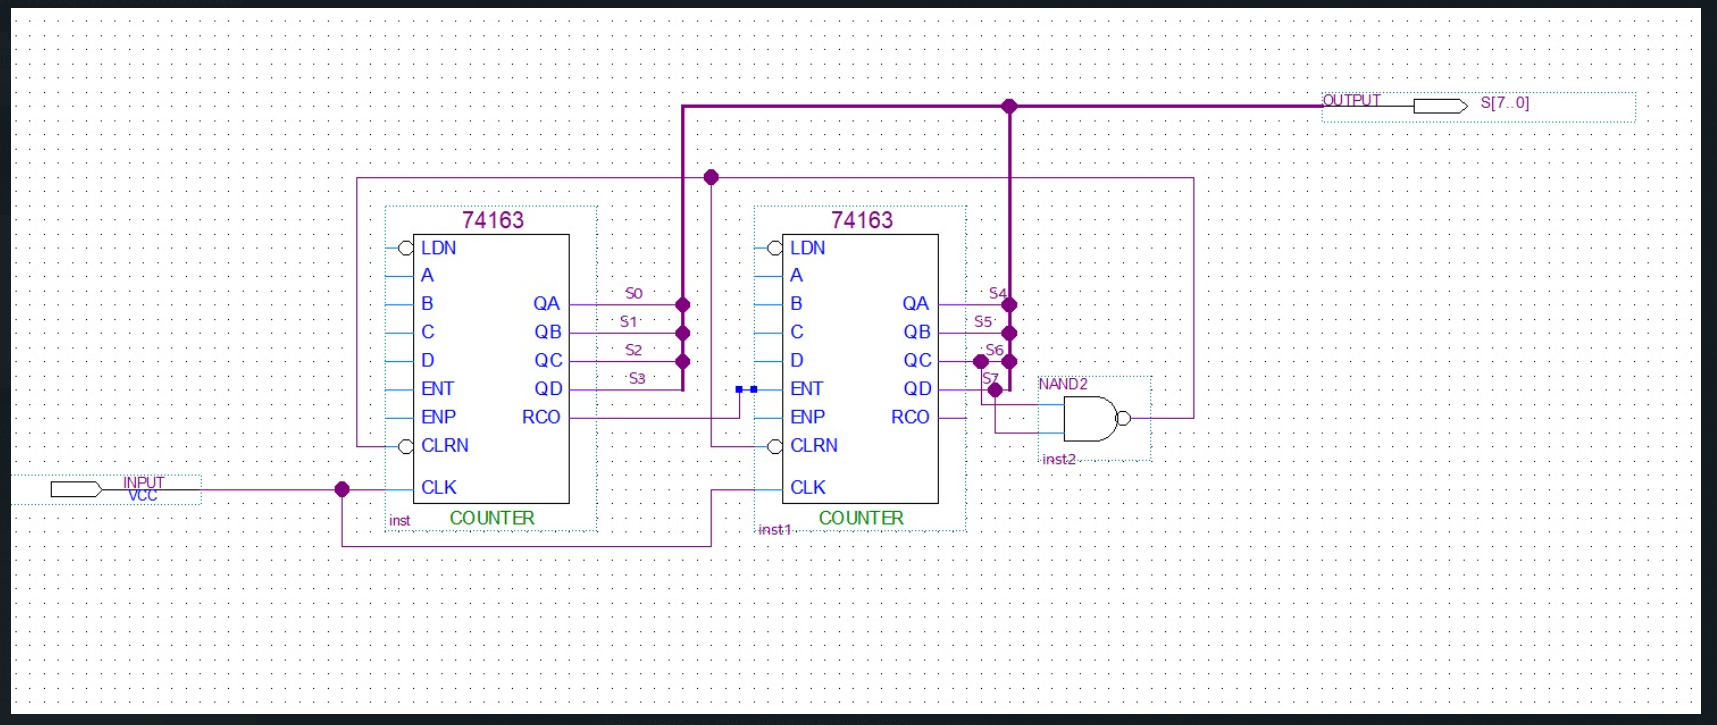 OUTPUT S[7..0]
74163
LDN
A
B
C
D
ENT
ENP
CLRN
CLK
QA
QB
QC
QD
RCO
inst
COUNTER
S0
S1
S2
S3
74163
LDN
A
B
C
D
ENT
ENP
CLRN
CLK
QA
QB
QC
QD
RCO
inst1
COUNTER
S4
S5
S6
S7
NAND2
inst2
INPUT
VCC